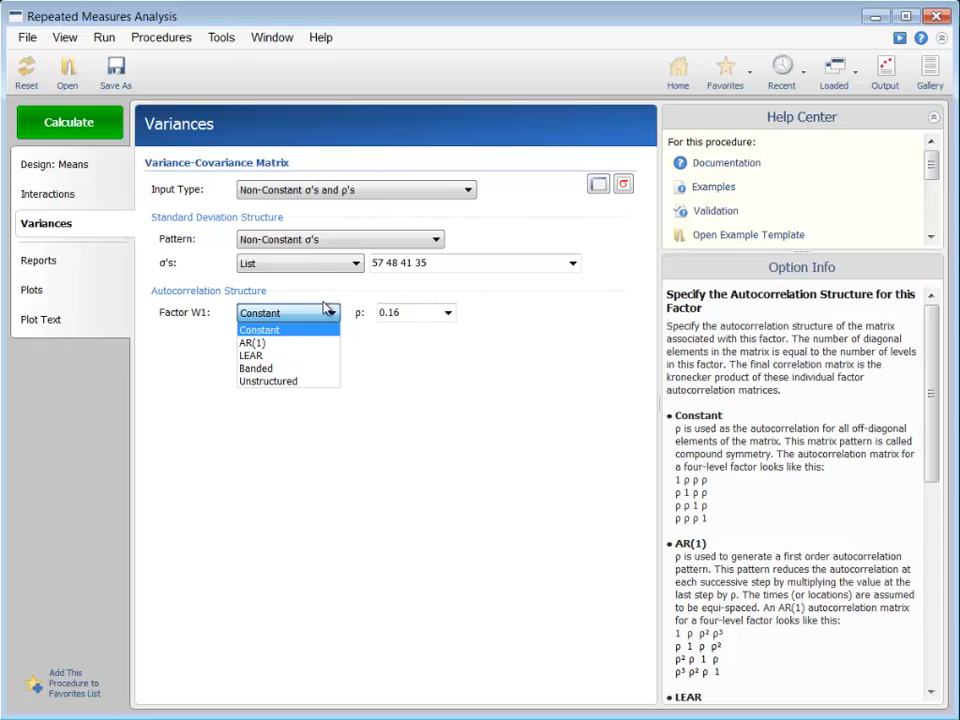 Repeated Measures Analysis
File View Run Procedures Tools Window Help
Reset Open Save As Home Favorites Recent Loaded Output Gallery
Calculate
Design: Means
Interactions
Variances
Reports
Plots
Plot Text
Add This
Procedure to
Favorites List
Variances
Variance-Covariance Matrix
Input Type: Non-Constant σ's and ρ's
σ
Standard Deviation Structure
Pattern: Non-Constant σ's
σ's: List 57 48 41 35
Autocorrelation Structure
Factor W1: Constant ρ: 0.16
Constant
AR(1)
LEAR
Banded
Unstructured
Help Center
For this procedure:
Documentation
Examples
Validation
Open Example Template
Option Info
Specify the Autocorrelation Structure for this
Factor
Specify the autocorrelation structure of the matrix
associated with this factor. The number of diagonal
elements in the matrix is equal to the number of levels
in this factor. The final correlation matrix is the
kronecker product of these individual factor
autocorrelation matrices.
• Constant
ρ is used as the autocorrelation for all off-diagonal
elements of the matrix. This matrix pattern is called
compound symmetry. The autocorrelation matrix for
a four-level factor looks like this:
1 ρ ρ ρ
ρ 1 ρ ρ
ρ ρ 1 ρ
ρ ρ ρ 1
• AR(1)
ρ is used to generate a first order autocorrelation
pattern. This pattern reduces the autocorrelation at
each successive step by multiplying the value at the
last step by ρ. The times (or locations) are assumed
to be equi-spaced. An AR(1) autocorrelation matrix
for a four-level factor looks like this:
1 ρ ρ² ρ³
ρ 1 ρ ρ²
ρ² ρ 1 ρ
ρ³ ρ² ρ 1
• LEAR